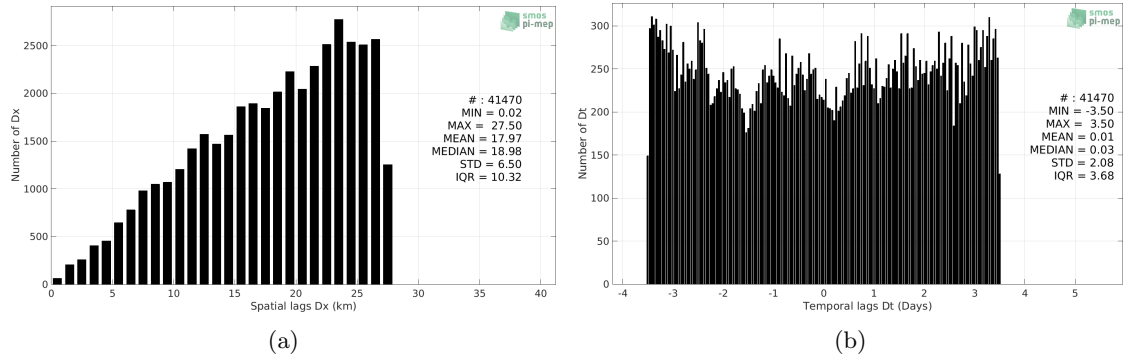 smos
pi-mep
Number of Dx
2500
2000
1500
1000
500
0
# : 41470
MIN = 0.02
MAX = 27.50
MEAN = 17.97
MEDIAN = 18.98
STD = 6.50
IQR = 10.32
0 5 10 15 20 25 30 35 40
Spatial lags Dx (km)
(a)
smos
pi-mep
Number of Dt
300
250
200
150
100
50
0
# : 41470
MIN = -3.50
MAX = 3.50
MEAN = 0.01
MEDIAN = 0.03
STD = 2.08
IQR = 3.68
-4 -3 -2 -1 0 1 2 3 4 5
Temporal lags Dt (Days)
(b)